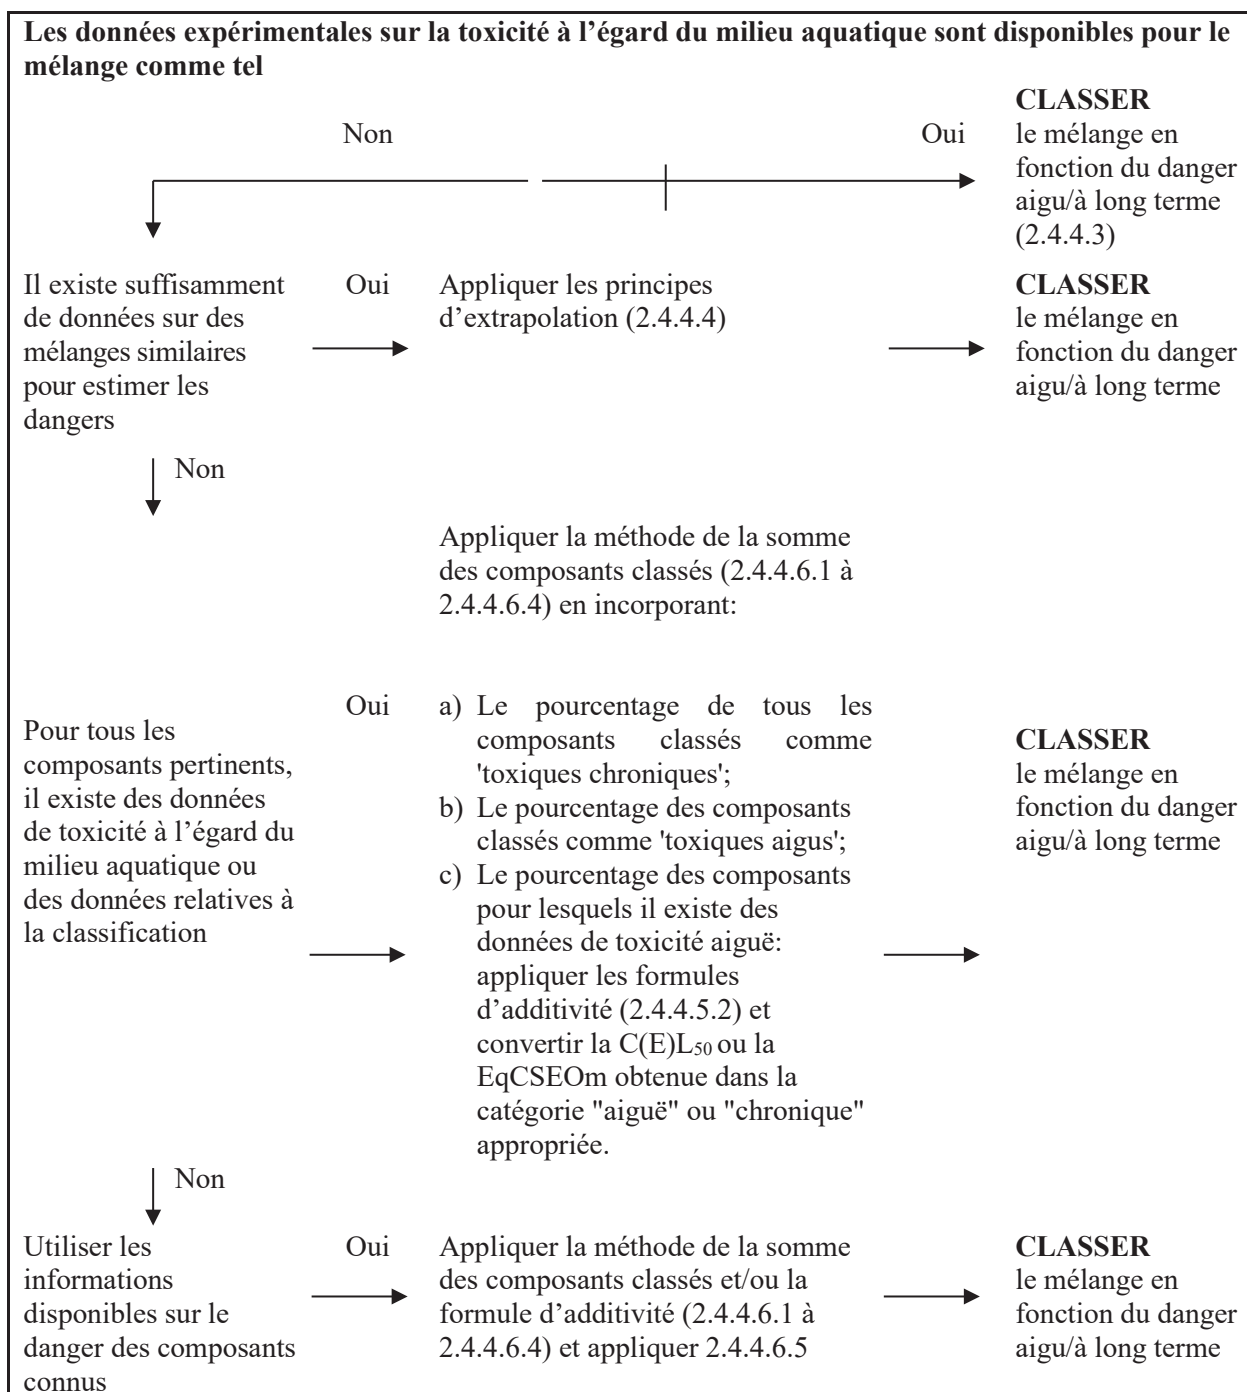 Les données expérimentales sur la toxicité à l’égard du milieu aquatique sont disponibles pour le
mélange comme tel
Non
Oui
CLASSER
le mélange en
fonction du danger
aigu/à long terme
(2.4.4.3)
Il existe suffisamment
de données sur des
mélanges similaires
pour estimer les
dangers
Oui
Appliquer les principes
d’extrapolation (2.4.4.4)
CLASSER
le mélange en
fonction du danger
aigu/à long terme
Non
Appliquer la méthode de la somme
des composants classés (2.4.4.6.1 à
2.4.4.6.4) en incorporant:
Pour tous les
composants pertinents,
il existe des données
de toxicité à l’égard du
milieu aquatique ou
des données relatives à
la classification
Oui
a) Le pourcentage de tous les
composants classés comme
'toxiques chroniques';
b) Le pourcentage des composants
classés comme 'toxiques aigus';
c) Le pourcentage des composants
pour lesquels il existe des
données de toxicité aiguë:
appliquer les formules
d’additivité (2.4.4.5.2) et
convertir la C(E)L50 ou la
EqCSEOm obtenue dans la
catégorie "aiguë" ou "chronique"
appropriée.
CLASSER
le mélange en
fonction du danger
aigu/à long terme
Non
Utiliser les
informations
disponibles sur le
danger des composants
connus
Oui
Appliquer la méthode de la somme
des composants classés et/ou la
formule d’additivité (2.4.4.6.1 à
2.4.4.6.4) et appliquer 2.4.4.6.5
CLASSER
le mélange en
fonction du danger
aigu/à long terme